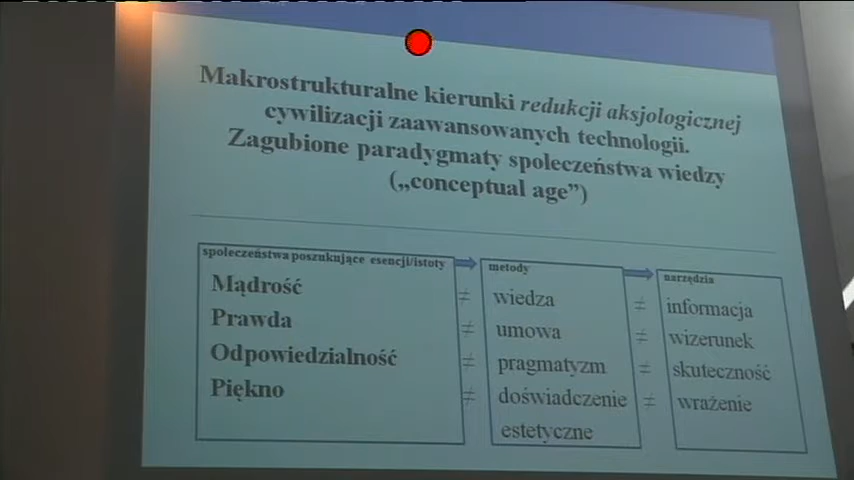 Makrostrukturalne kierunki redukcji aksjologicznej
cywilizacji zaawansowanych technologii.
Zagubione paradygmaty społeczeństwa wiedzy
(„conceptual age”)
społeczeństwa poszukujące esencji/istoty
Mądrość
Prawda
Odpowiedzialność
Piękno
≠
≠
≠
≠
metody
wiedza
umowa
pragmatyzm
doświadczenie
estetyczne
≠
≠
≠
≠
narzędzia
informacja
wizerunek
skuteczność
wrażenie